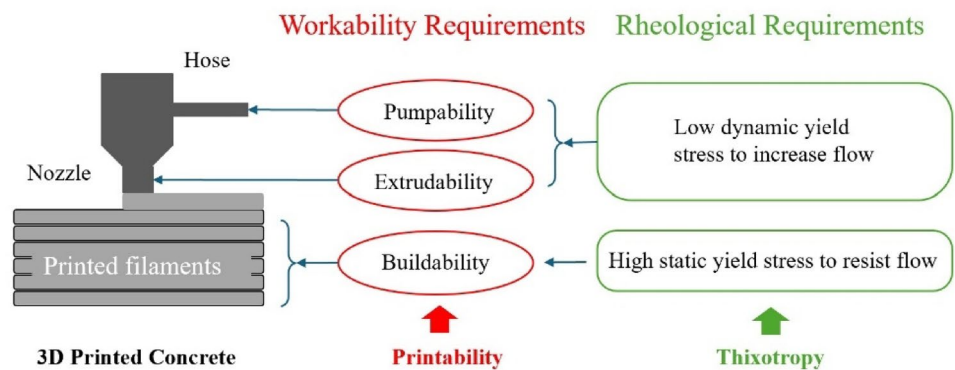 Workability Requirements
Rheological Requirements
Hose
Pumpability
Low dynamic yield
stress to increase flow
Nozzle
Extrudability
Printed filaments
Buildability
High static yield stress to resist flow
3D Printed Concrete
Printability
Thixotropy